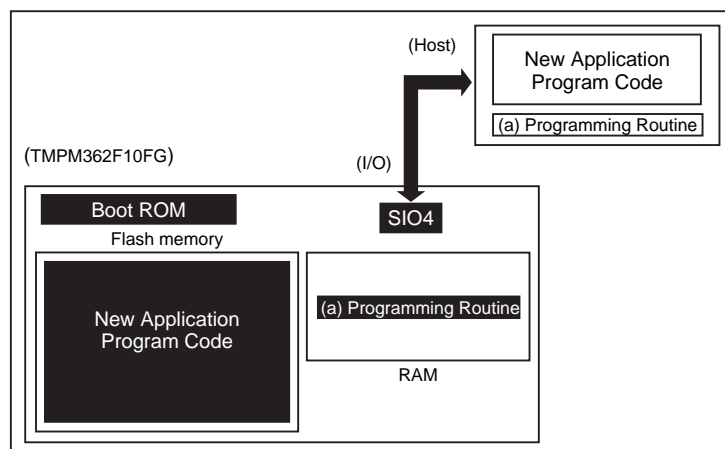 (Host)
New Application
Program Code
(a) Programming Routine
(TMPM362F10FG)
(I/O)
Boot ROM
SIO4
Flash memory
New Application
Program Code
(a) Programming Routine
RAM